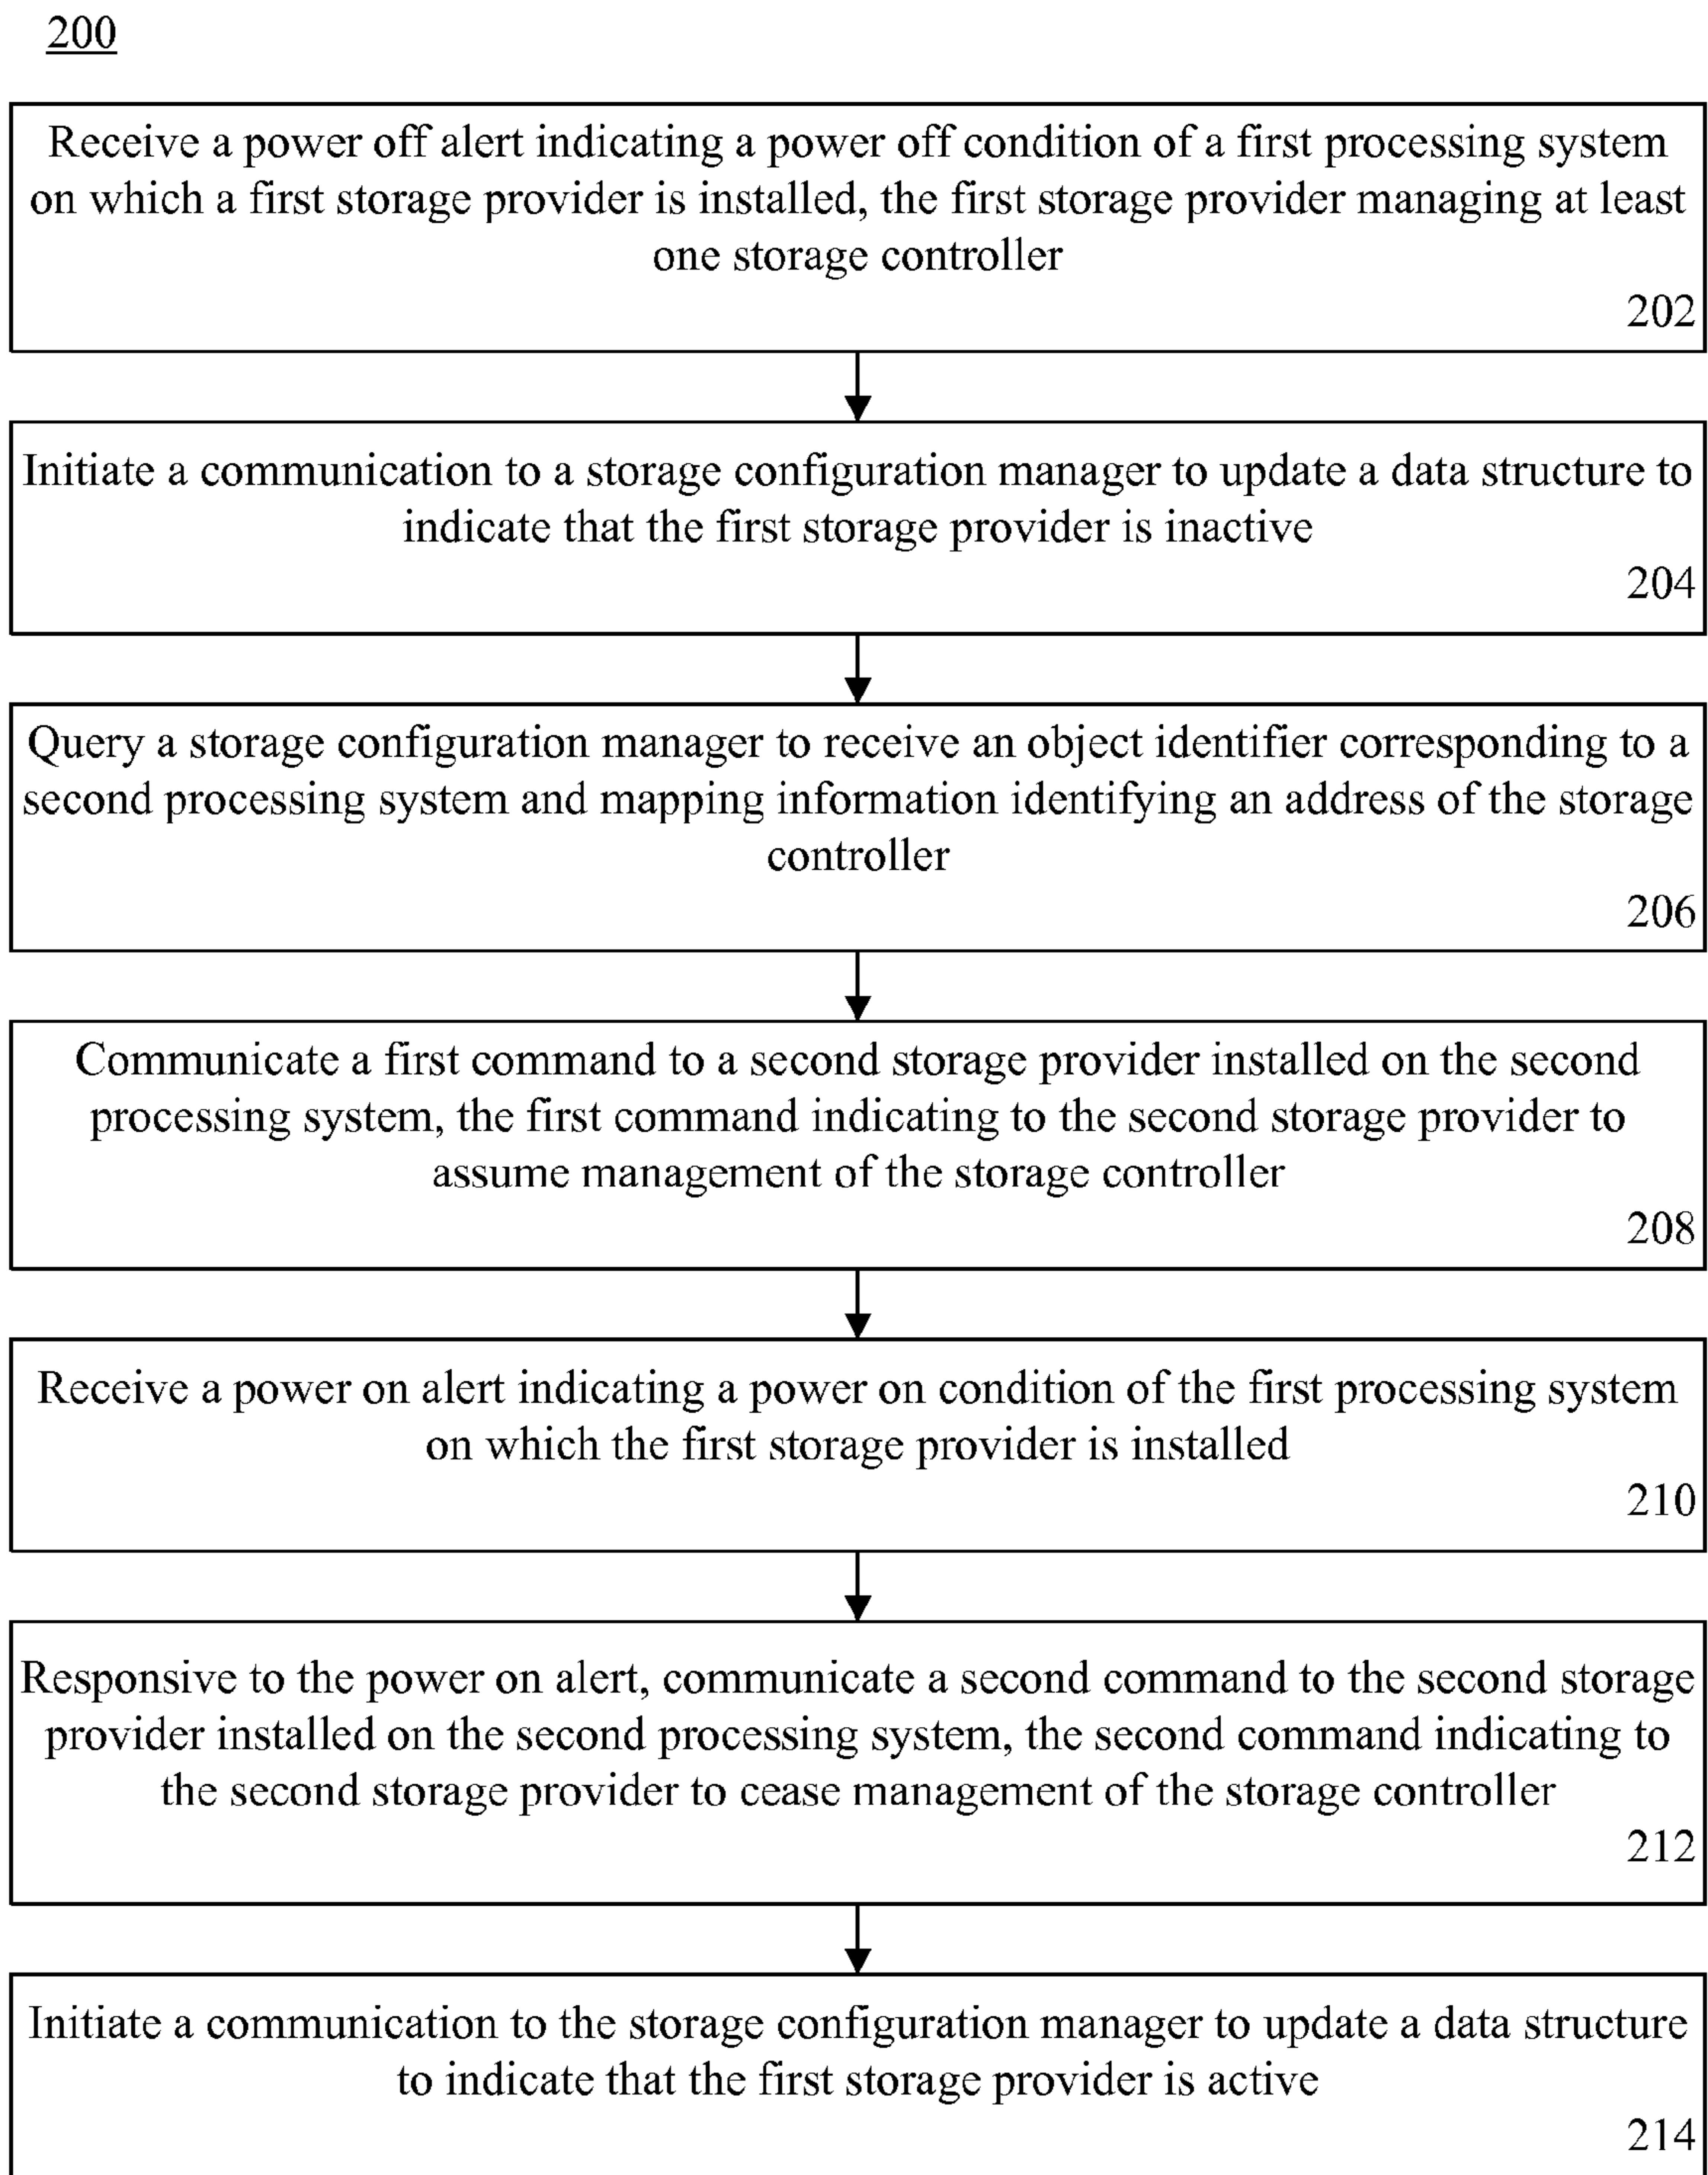 200
Receive a power off alert indicating a power off condition of a first processing system
on which a first storage provider is installed, the first storage provider managing at least
one storage controller
202
Initiate a communication to a storage configuration manager to update a data structure to
indicate that the first storage provider is inactive
204
Query a storage configuration manager to receive an object identifier corresponding to a
second processing system and mapping information identifying an address of the storage
controller
206
Communicate a first command to a second storage provider installed on the second
processing system, the first command indicating to the second storage provider to
assume management of the storage controller
208
Receive a power on alert indicating a power on condition of the first processing system
on which the first storage provider is installed
210
Responsive to the power on alert, communicate a second command to the second storage
provider installed on the second processing system, the second command indicating to
the second storage provider to cease management of the storage controller
212
Initiate a communication to the storage configuration manager to update a data structure
to indicate that the first storage provider is active
214